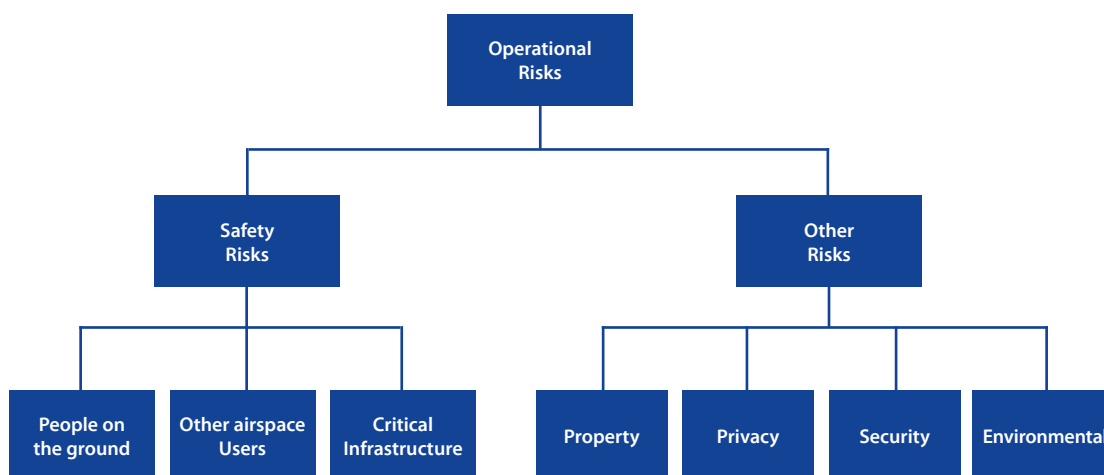 Operational
Risks
Safety
Risks
Other
Risks
People on
the ground
Other airspace
Users
Critical
Infrastructure
Property
Privacy
Security
Environmental